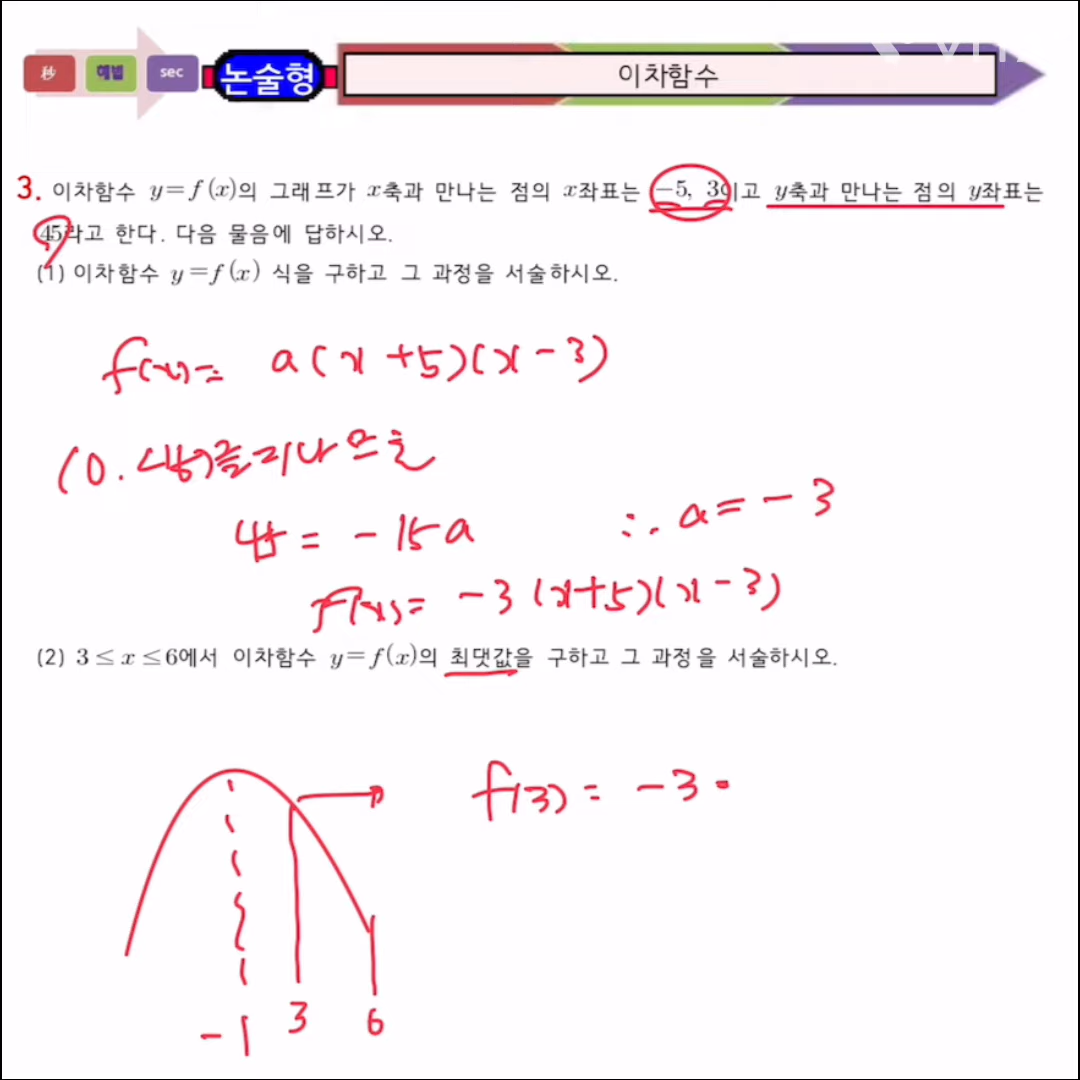 秒 해법 sec 논술형 이차함수
3. 이차함수 y=f(x)의 그래프가 x축과 만나는 점의 x좌표는 -5, 3이고 y축과 만나는 점의 y좌표는
45라고 한다. 다음 물음에 답하시오.
(1) 이차함수 y=f(x) 식을 구하고 그 과정을 서술하시오.
f(x)= a(x+5)(x-3)
(0. 45)를 지나므로
45 = -15a ∴ a = -3
f(x)= -3(x+5)(x-3)
(2) 3≤x≤6에서 이차함수 y=f(x)의 최댓값을 구하고 그 과정을 서술하시오.
f(3) = -3·
-1 3 6